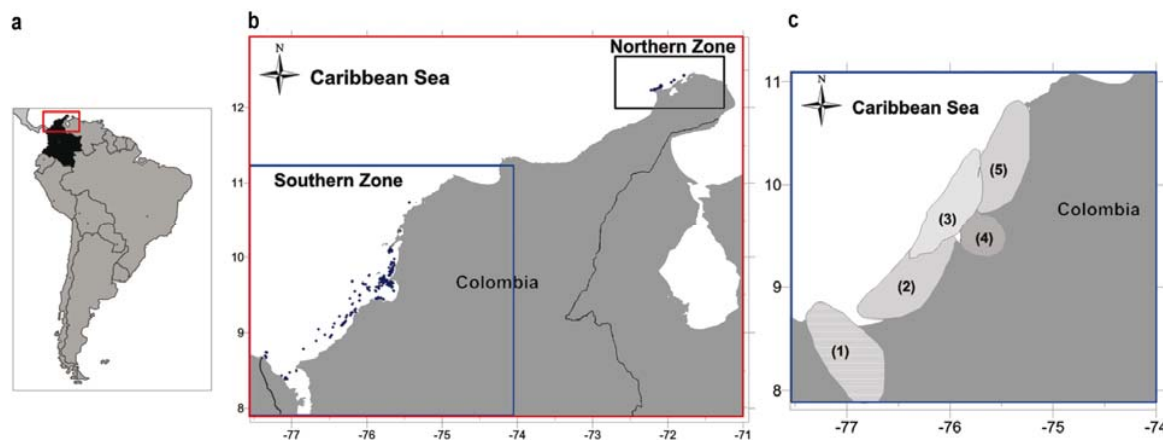 a
b
c
N
Caribbean Sea
Northern Zone
Southern Zone
Colombia
12
11
10
9
8
-77
-76
-75
-74
-73
-72
-71
N
Caribbean Sea
(5)
(3)
Colombia
(4)
(2)
(1)
11
10
9
8
-77
-76
-75
-74